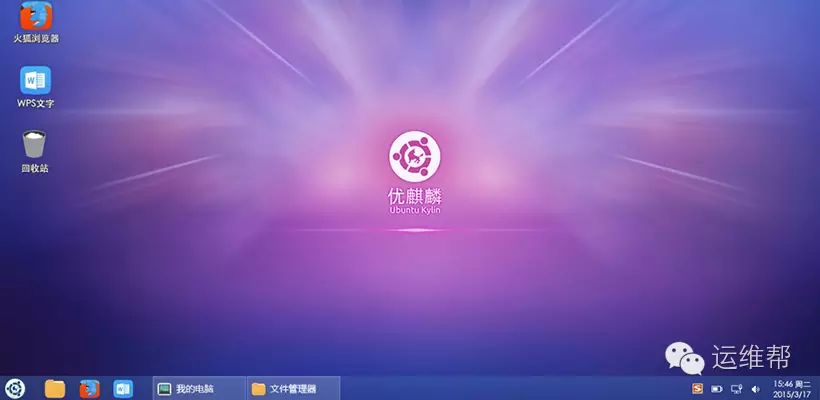 火狐浏览器
WPS文字
回收站
优麒麟
Ubuntu Kylin
运维帮
我的电脑
文件管理器
15:46 周二
2015/3/17